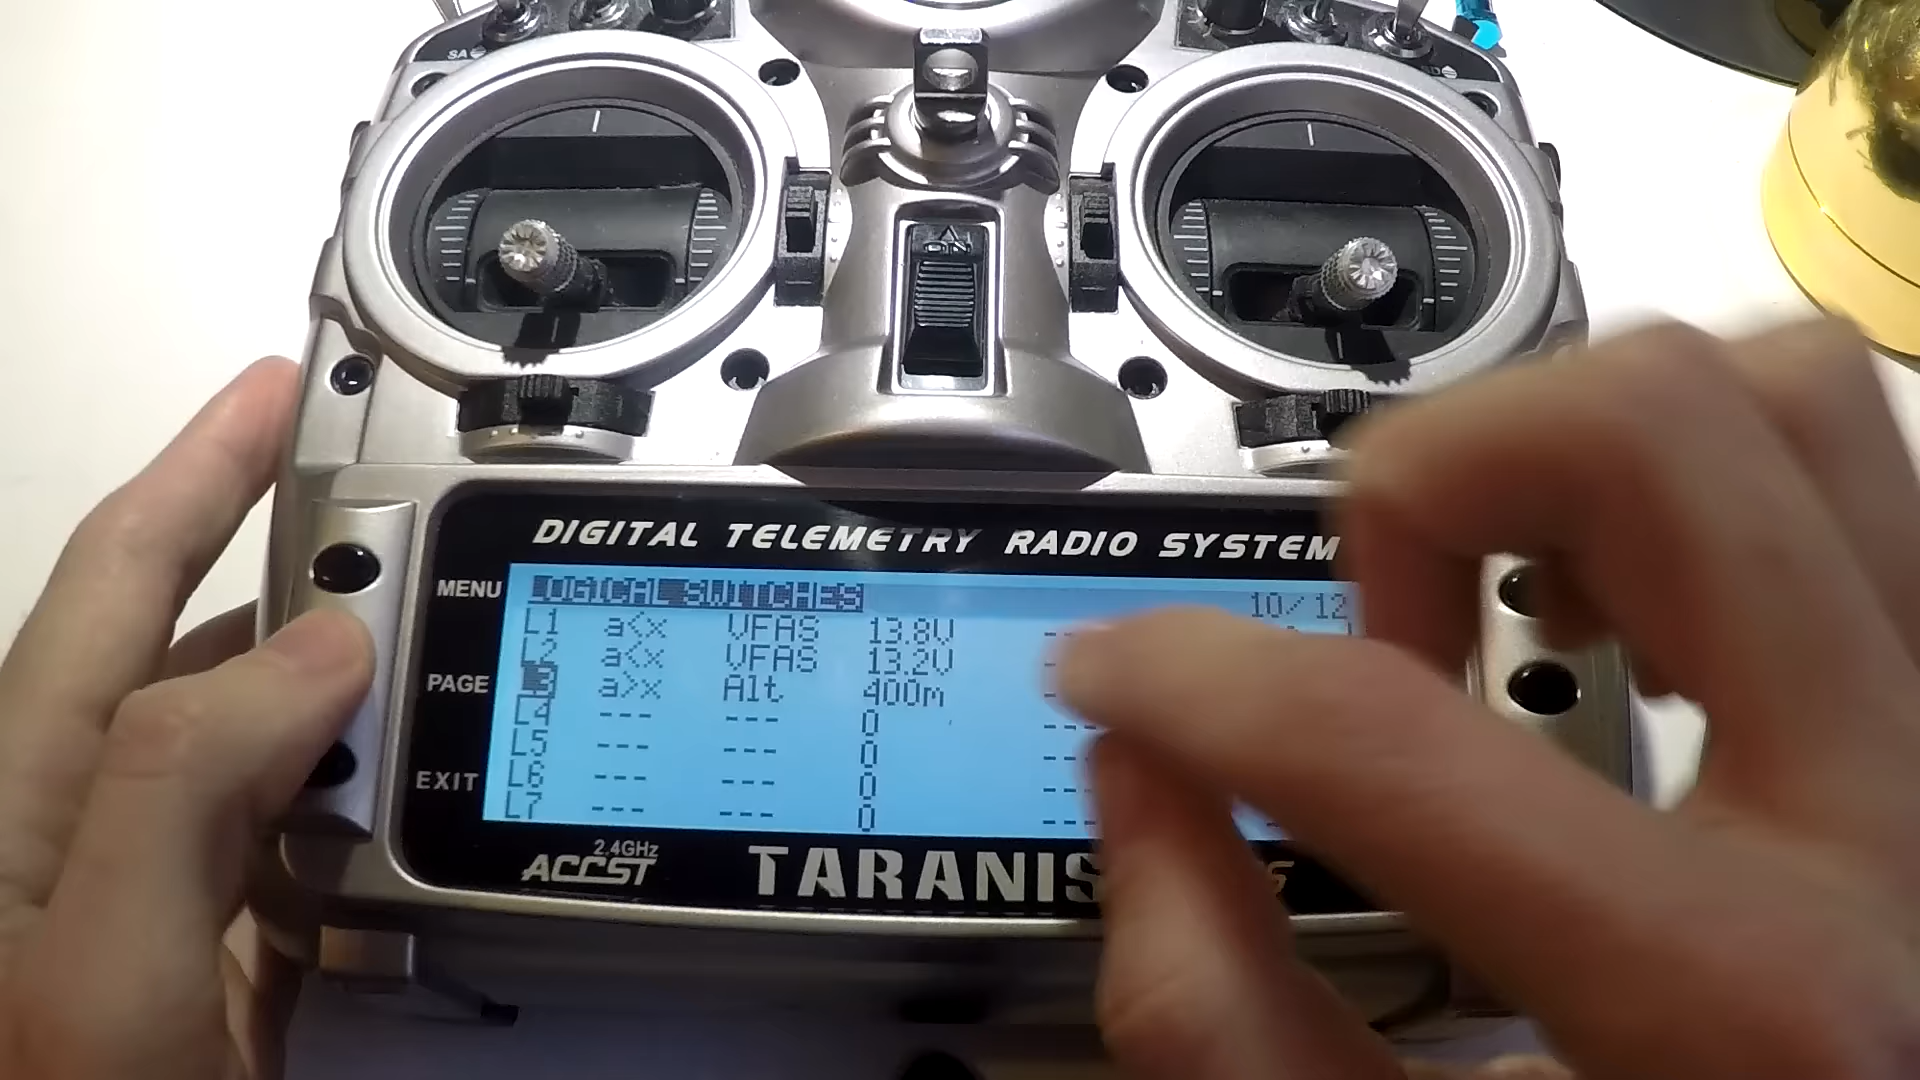 SA
ON
DIGITAL TELEMETRY RADIO SYSTEM
MENU
PAGE
EXIT
LOGICAL SWITCHES 10/12
L1 a<x VFAS 13.8V ---
L2 a<x VFAS 13.2V
L3 a>x Alt 400m
L4 --- --- 0 ---
L5 --- --- 0 ---
L6 --- --- 0 ---
L7 --- --- 0 ---
2.4GHz
ACCST
TARANIS